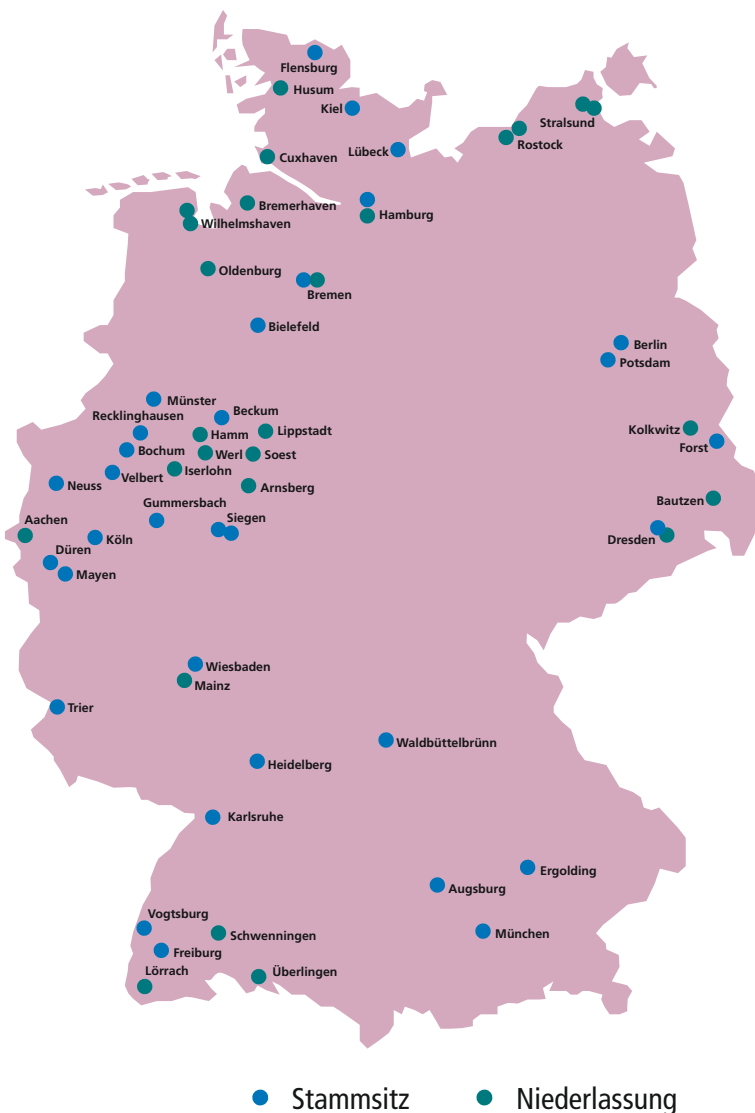 Flensburg
Husum
Kiel
Stralsund
Rostock
Lübeck
Cuxhaven
Bremerhaven
Hamburg
Wilhelmshaven
Oldenburg
Bremen
Bielefeld
Berlin
Potsdam
Münster
Recklinghausen
Beckum
Kolkwitz
Lippstadt
Hamm
Forst
Bochum
Werl
Soest
Iserlohn
Velbert
Neuss
Arnsberg
Bautzen
Gummersbach
Siegen
Aachen
Köln
Dresden
Düren
Mayen
Wiesbaden
Mainz
Trier
Waldbüttelbrünn
Heidelberg
Karlsruhe
Ergolding
Augsburg
Vogtsburg
Schwenningen
München
Freiburg
Lörrach
Überlingen
Stammsitz
Niederlassung